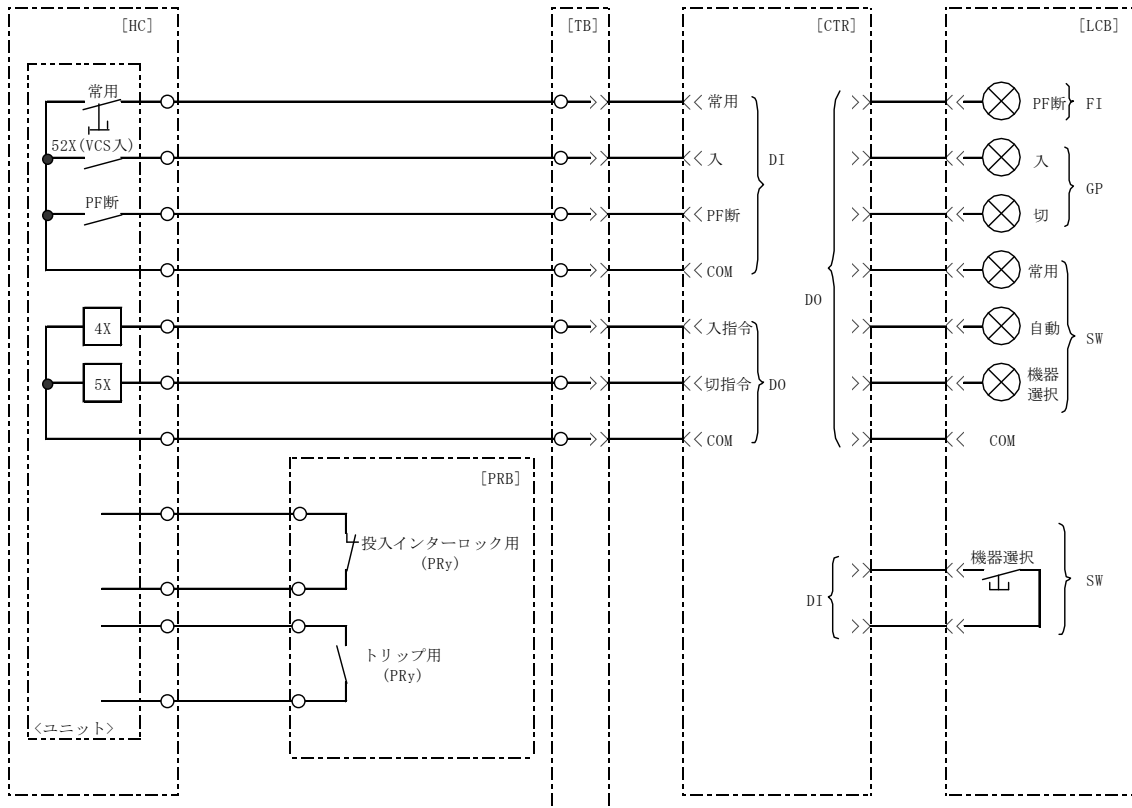 [HC]
[TB]
[CTR]
[LCB]
常用
常用
PF断
FI
52X(VCS入)
入
DI
入
GP
PF断
PF断
切
COM
常用
DO
4X
入指令
自動
SW
5X
切指令
DO
機器
選択
COM
COM
[PRB]
投入インターロック用
(PRy)
機器選択
DI
SW
トリップ用
(PRy)
<ユニット>